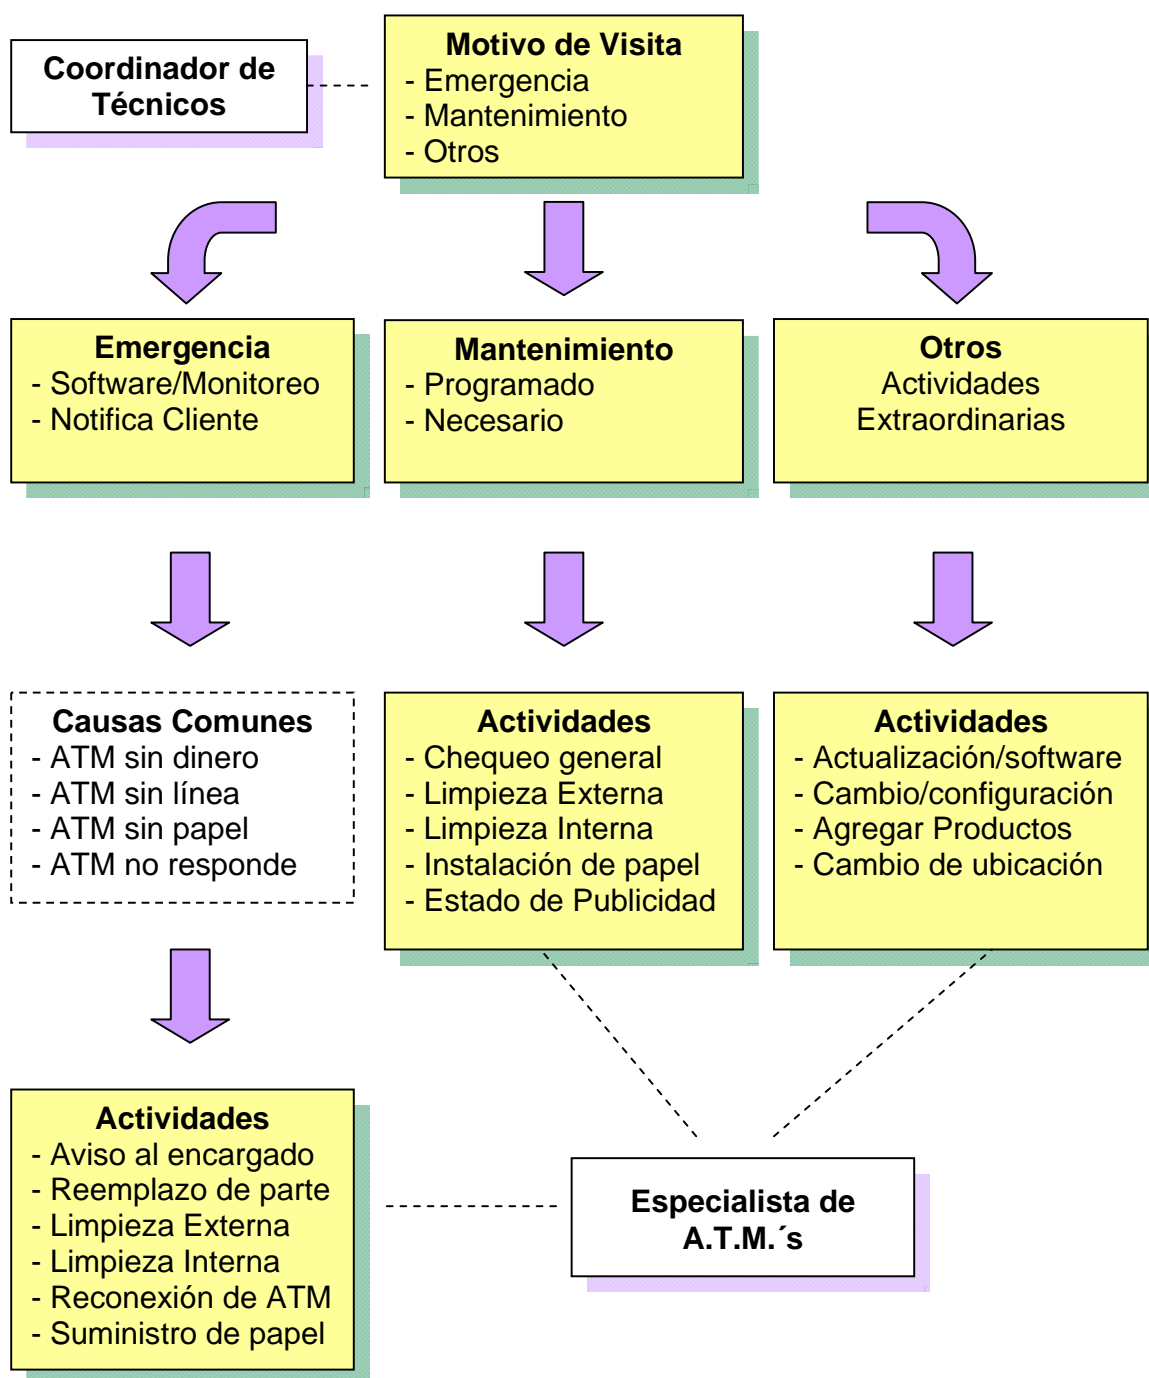 Coordinador de
Técnicos
Motivo de Visita
- Emergencia
- Mantenimiento
- Otros
Emergencia
- Software/Monitoreo
- Notifica Cliente
Mantenimiento
- Programado
- Necesario
Otros
Actividades
Extraordinarias
Causas Comunes
- ATM sin dinero
- ATM sin línea
- ATM sin papel
- ATM no responde
Actividades
- Chequeo general
- Limpieza Externa
- Limpieza Interna
- Instalación de papel
- Estado de Publicidad
Actividades
- Actualización/software
- Cambio/configuración
- Agregar Productos
- Cambio de ubicación
Actividades
- Aviso al encargado
- Reemplazo de parte
- Limpieza Externa
- Limpieza Interna
- Reconexión de ATM
- Suministro de papel
Especialista de
A.T.M.´s